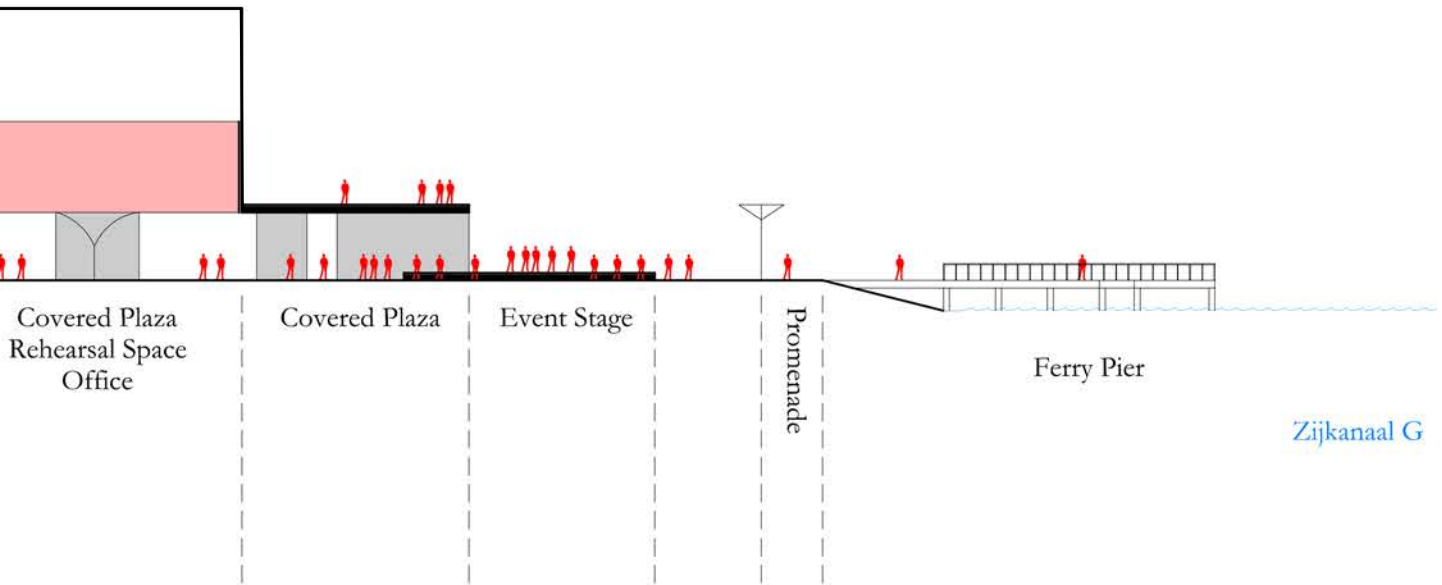 Covered Plaza
Rehearsal Space
Office
Covered Plaza
Event Stage
Promenade
Ferry Pier
Zijkanaal G